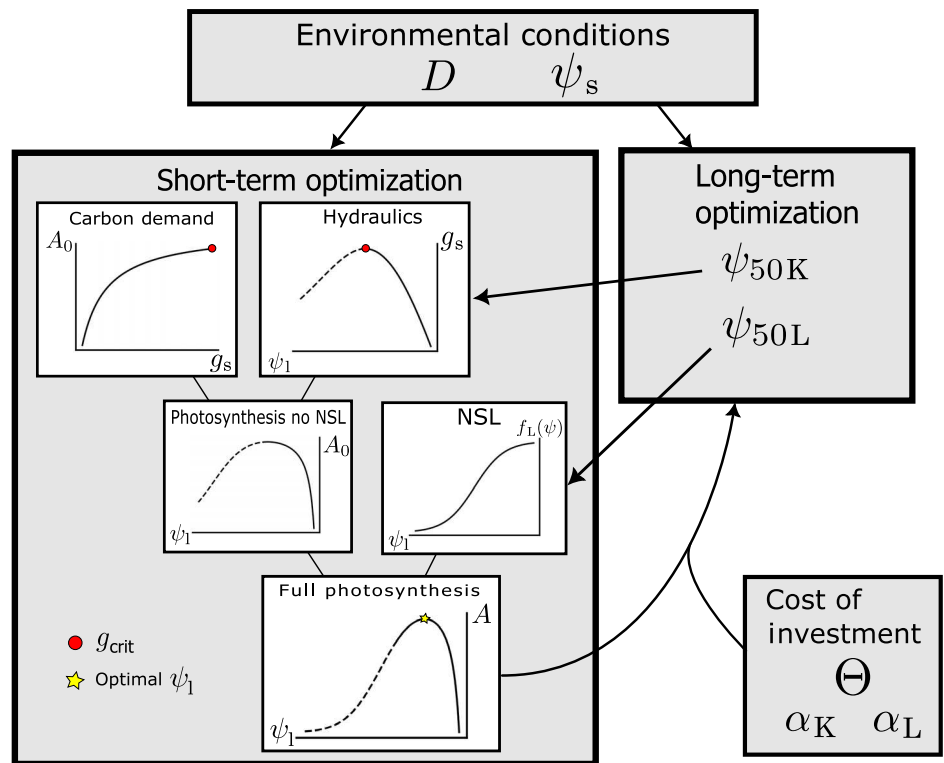 Environmental conditions
D ψs
Short-term optimization
Carbon demand
A0
gs
Hydraulics
gs
ψl
Long-term
optimization
ψ50K
ψ50L
Photosynthesis no NSL
A0
ψl
NSL
fL(ψ)
ψl
Full photosynthesis
A
ψl
gcrit
Optimal ψl
Cost of
investment
Θ
αK αL